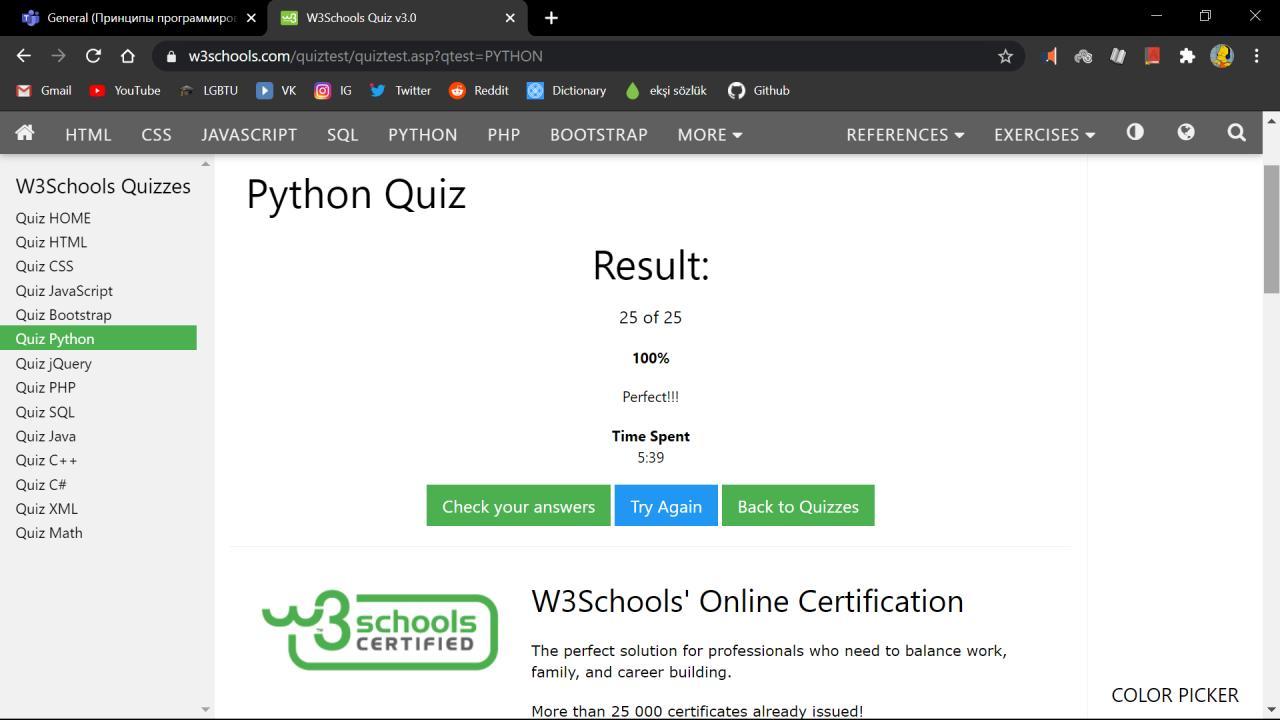 General (Принципы программиров
W3Schools Quiz v3.0
w3schools.com/quiztest/quiztest.asp?qtest=PYTHON
Gmail YouTube LGBTU VK IG Twitter Reddit Dictionary ekşi sözlük Github
HTML CSS JAVASCRIPT SQL PYTHON PHP BOOTSTRAP MORE REFERENCES EXERCISES
W3Schools Quizzes
Quiz HOME
Quiz HTML
Quiz CSS
Quiz JavaScript
Quiz Bootstrap
Quiz Python
Quiz jQuery
Quiz PHP
Quiz SQL
Quiz Java
Quiz C++
Quiz C#
Quiz XML
Quiz Math
Python Quiz
Result:
25 of 25
100%
Perfect!!!
Time Spent
5:39
Check your answers Try Again Back to Quizzes
w3schools
CERTIFIED
W3Schools' Online Certification
The perfect solution for professionals who need to balance work,
family, and career building.
More than 25 000 certificates already issued!
COLOR PICKER